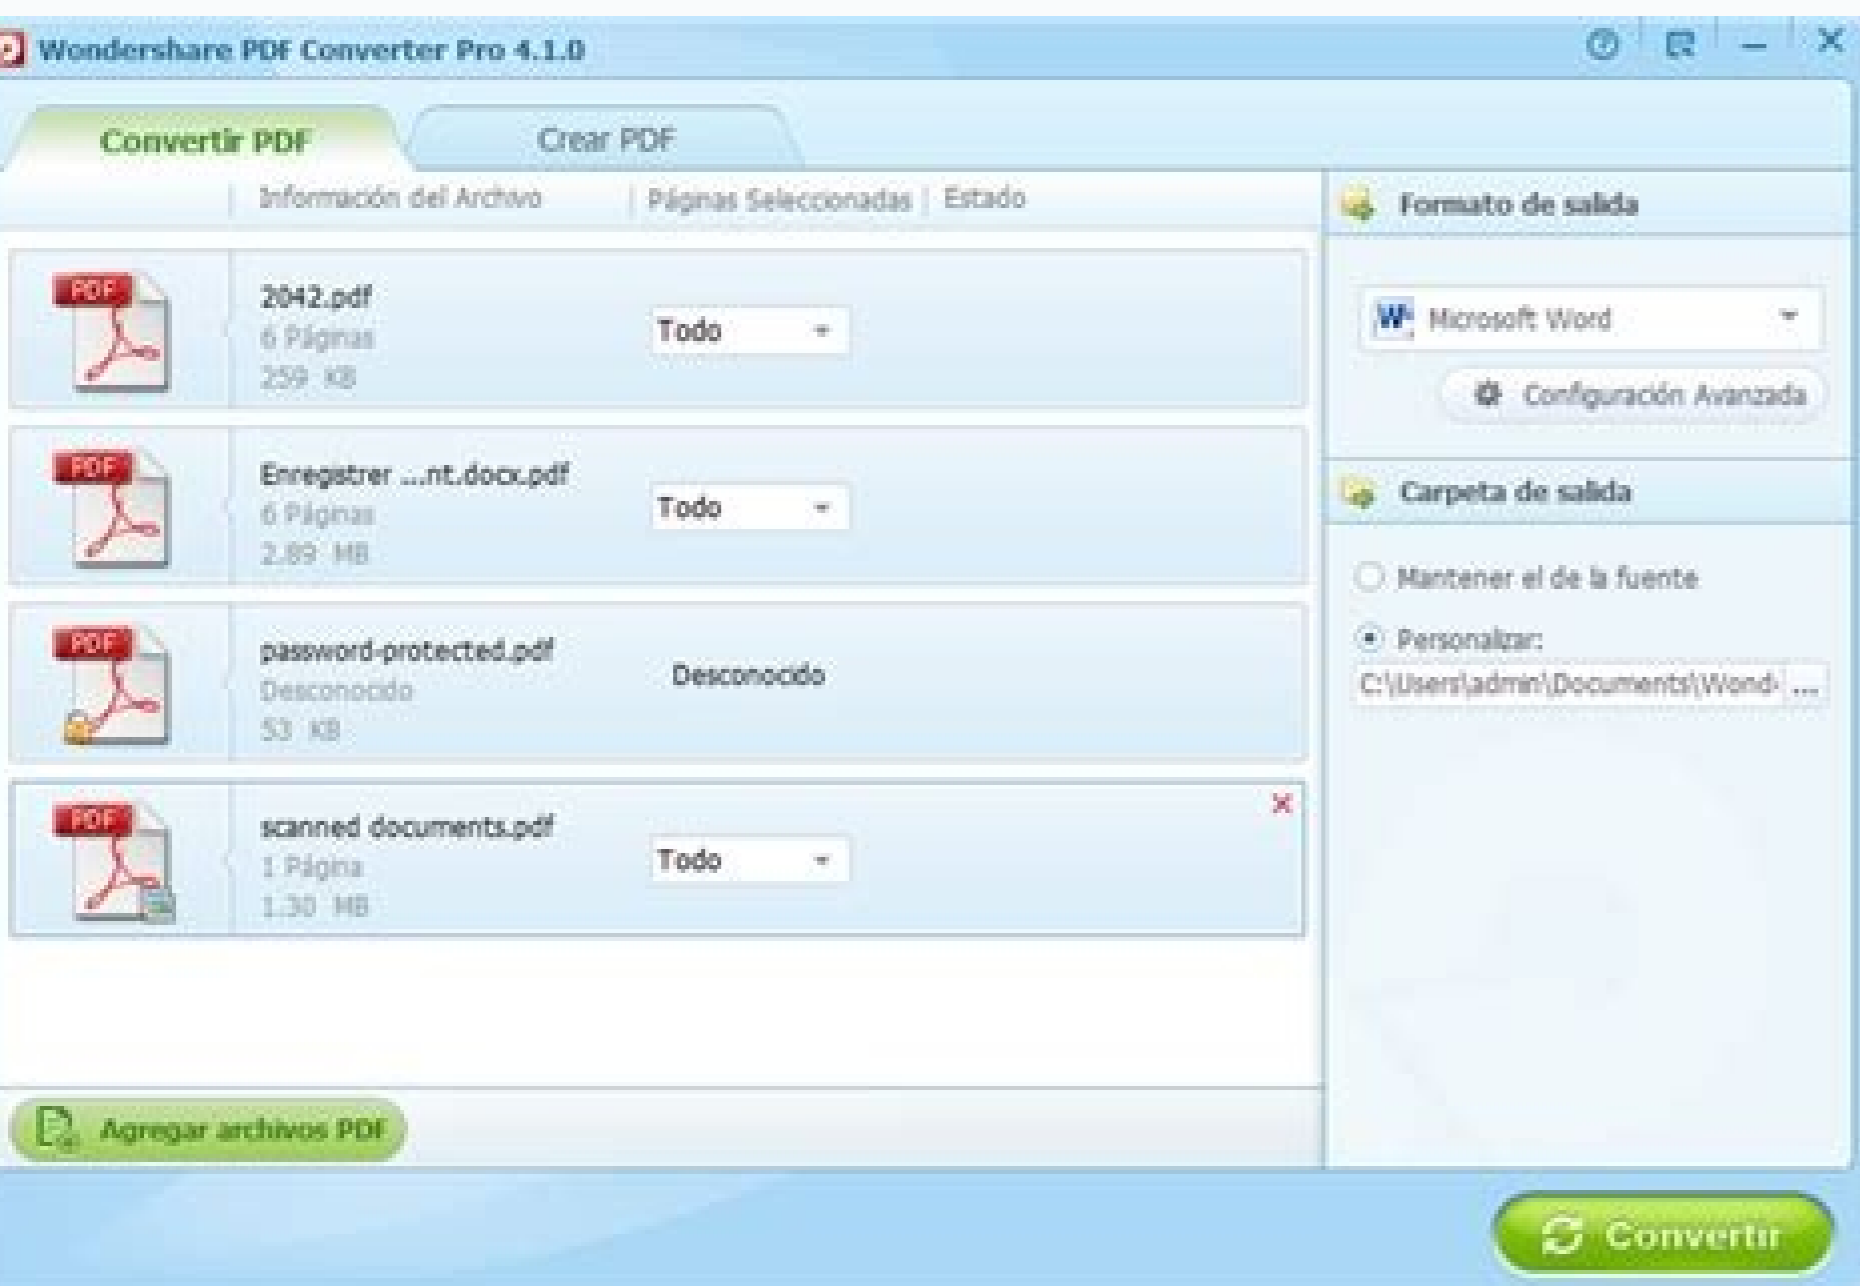 Wondershare PDF Converter Pro 4.1.0
Convertir PDF
Crear PDF
Información del Archivo
Páginas Seleccionadas
Estado
PDF
2042.pdf
6 Páginas
259 KB
Todo
PDF
Enregistrer ...nt.docx.pdf
6 Páginas
2.89 MB
Todo
PDF
password-protected.pdf
Desconocido
53 KB
Desconocido
PDF
scanned documents.pdf
1 Página
1.30 MB
Todo
Agregar archivos PDF
Formato de salida
Microsoft Word
Configuración Avanzada
Carpeta de salida
Mantener el de la fuente
Personalizar:
C:\Users\admin\Documents\Wond
...
Convertir